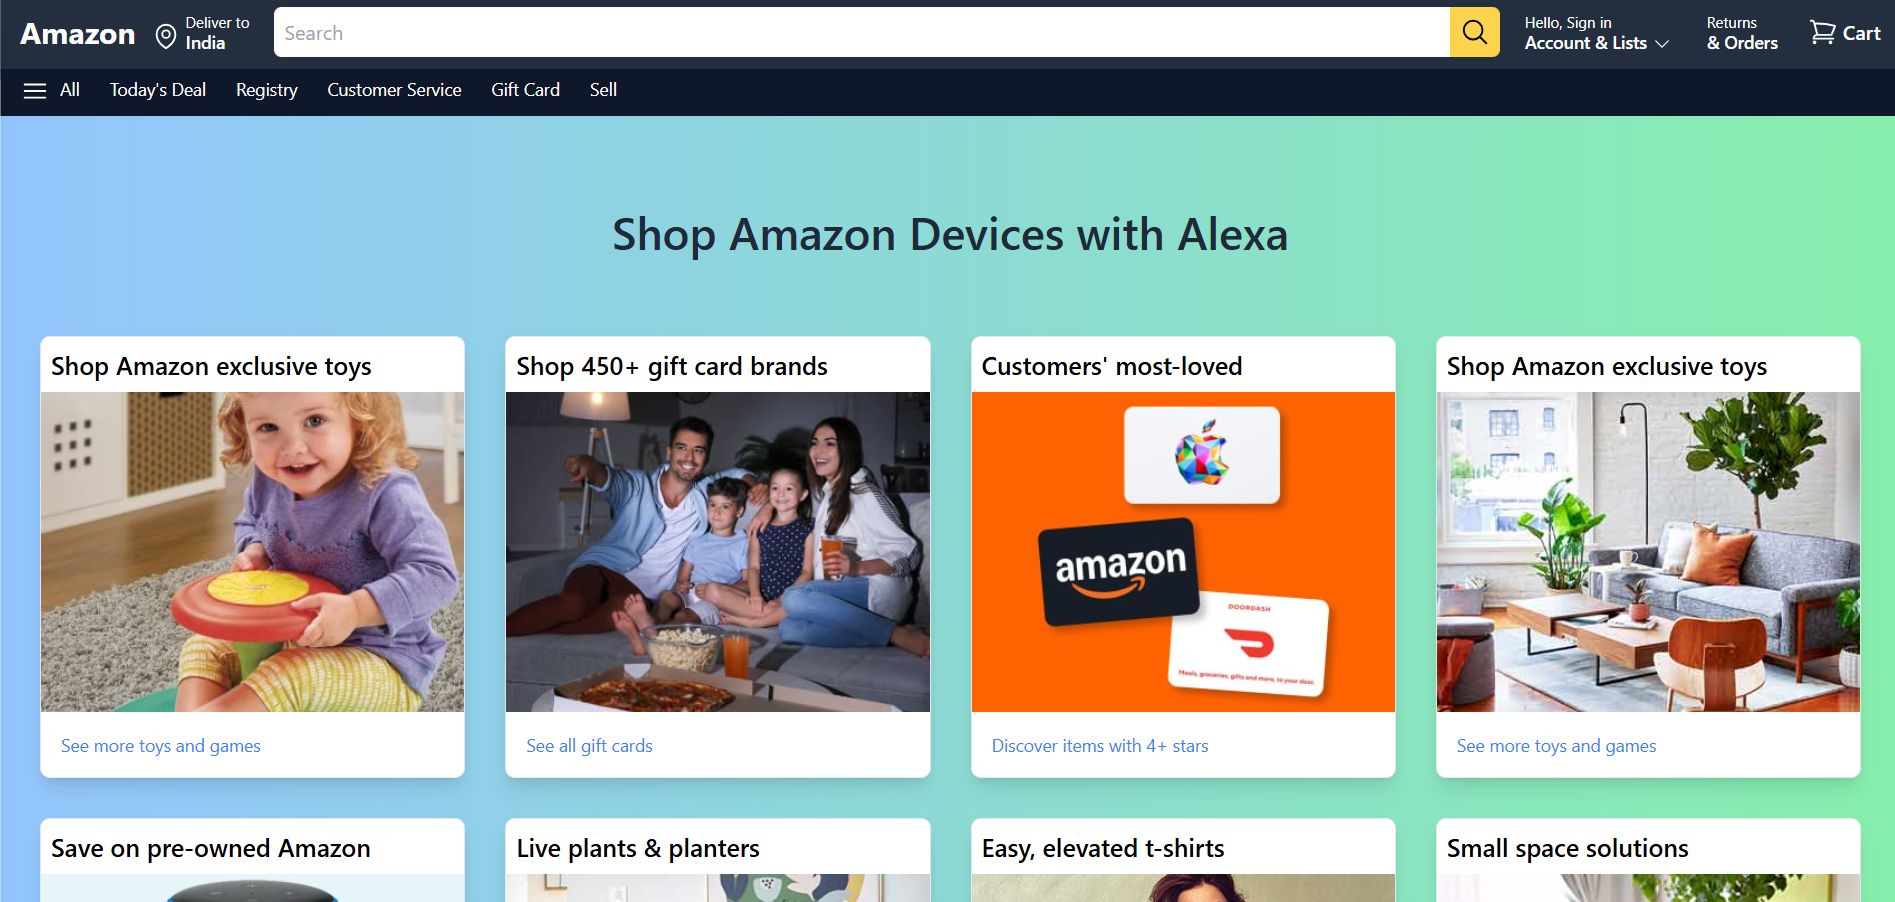 Amazon
Deliver to
India
Search
Hello, Sign in
Account & Lists
Returns
& Orders
Cart
All
Today's Deal
Registry
Customer Service
Gift Card
Sell
Shop Amazon Devices with Alexa
Shop Amazon exclusive toys
See more toys and games
Shop 450+ gift card brands
See all gift cards
Customers' most-loved
amazon
DOORDASH
Meals, groceries, gifts and more, to your door.
Discover items with 4+ stars
Shop Amazon exclusive toys
See more toys and games
Save on pre-owned Amazon
Live plants & planters
Easy, elevated t-shirts
Small space solutions